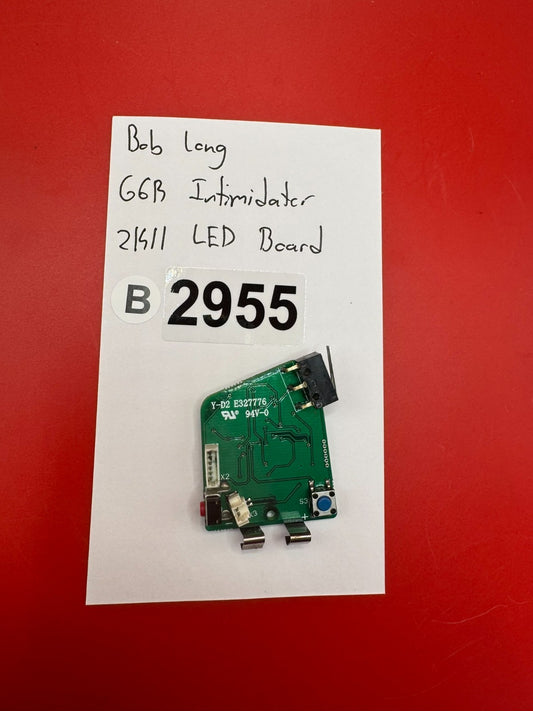 Bob Long
G6R Intimidator
2K11 LED Board
B 2955
Y-D2 E327776
94V-0
X2
S3
+